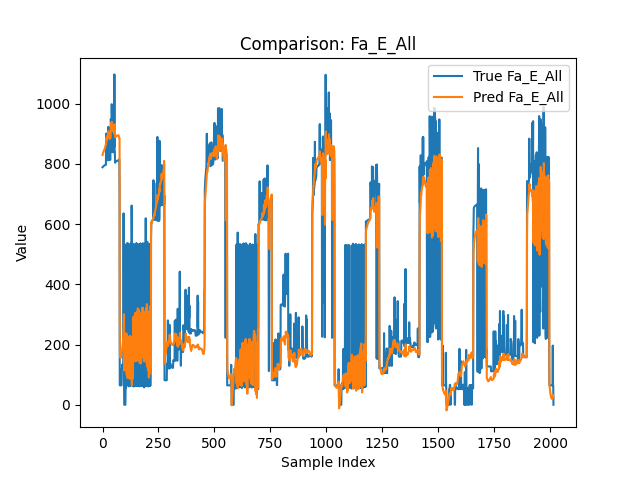 Comparison: Fa_E_All
True Fa_E_All
Pred Fa_E_All
Value
1000
800
600
400
200
0
0 250 500 750 1000 1250 1500 1750 2000
Sample Index